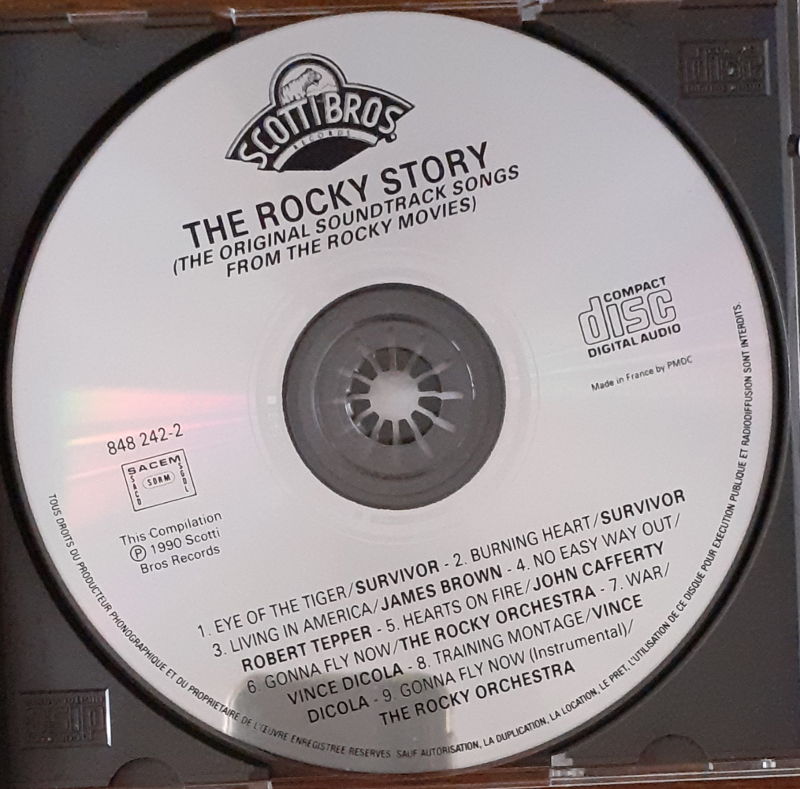 SCOTTI BROS.
RECORDS
THE ROCKY STORY
(THE ORIGINAL SOUNDTRACK SONGS
FROM THE ROCKY MOVIES)
COMPACT
disc
DIGITAL AUDIO
Made in France by PMDC
848 242-2
SACEM
SACD
SDRM
SGDL
This Compilation
Ⓟ 1990 Scotti
Bros Records
1. EYE OF THE TIGER/SURVIVOR - 2. BURNING HEART/SURVIVOR
3. LIVING IN AMERICA/JAMES BROWN - 4. NO EASY WAY OUT/
ROBERT TEPPER - 5. HEARTS ON FIRE/JOHN CAFFERTY
6. GONNA FLY NOW/THE ROCKY ORCHESTRA - 7. WAR/
VINCE DICOLA - 8. TRAINING MONTAGE/VINCE
DICOLA - 9. GONNA FLY NOW (Instrumental)/
THE ROCKY ORCHESTRA
TOUS DROITS DU PRODUCTEUR PHONOGRAPHIQUE ET DU PROPRIETAIRE DE L'ŒUVRE ENREGISTREE RESERVES. SAUF AUTORISATION, LA DUPLICATION, LA LOCATION, LE PRET, L'UTILISATION DE CE DISQUE POUR EXECUTION PUBLIQUE ET RADIODIFFUSION SONT INTERDITS.